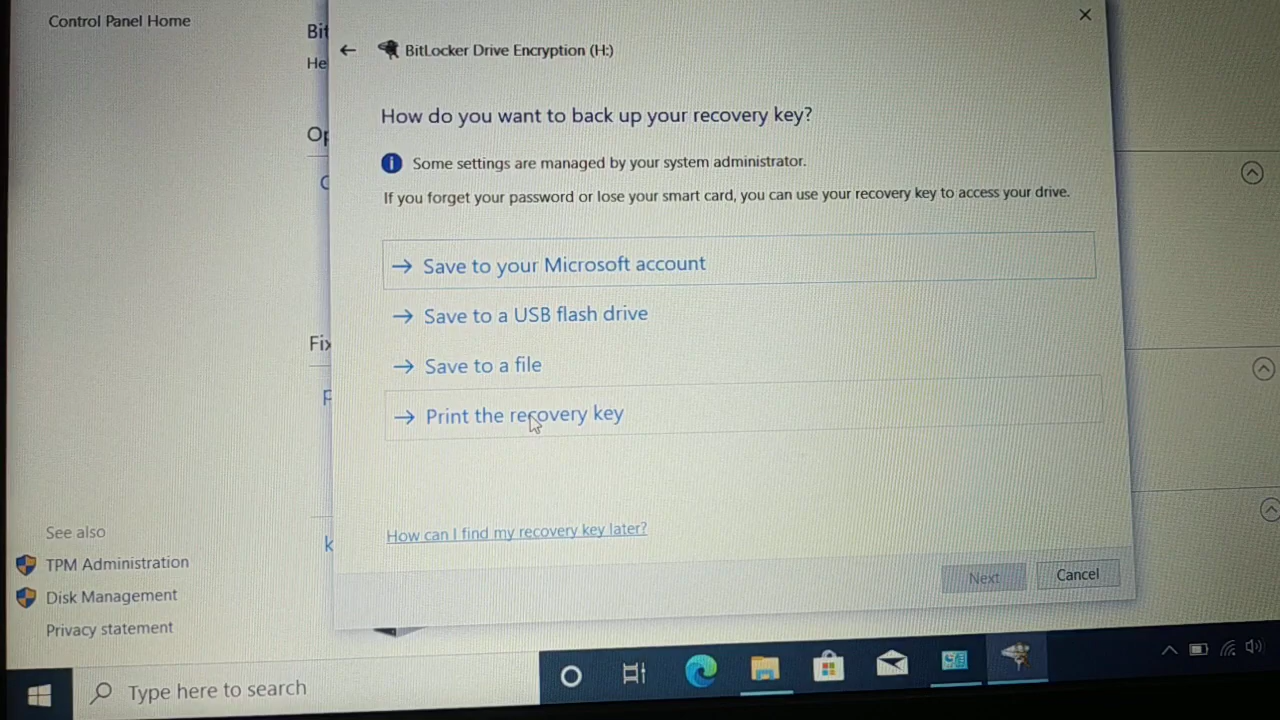 Control Panel Home
Bit
BitLocker Drive Encryption (H:)
He
How do you want to back up your recovery key?
Op
Some settings are managed by your system administrator.
If you forget your password or lose your smart card, you can use your recovery key to access your drive.
Save to your Microsoft account
Save to a USB flash drive
Fix
Save to a file
Print the recovery key
How can I find my recovery key later?
Next
Cancel
See also
TPM Administration
Disk Management
Privacy statement
Type here to search